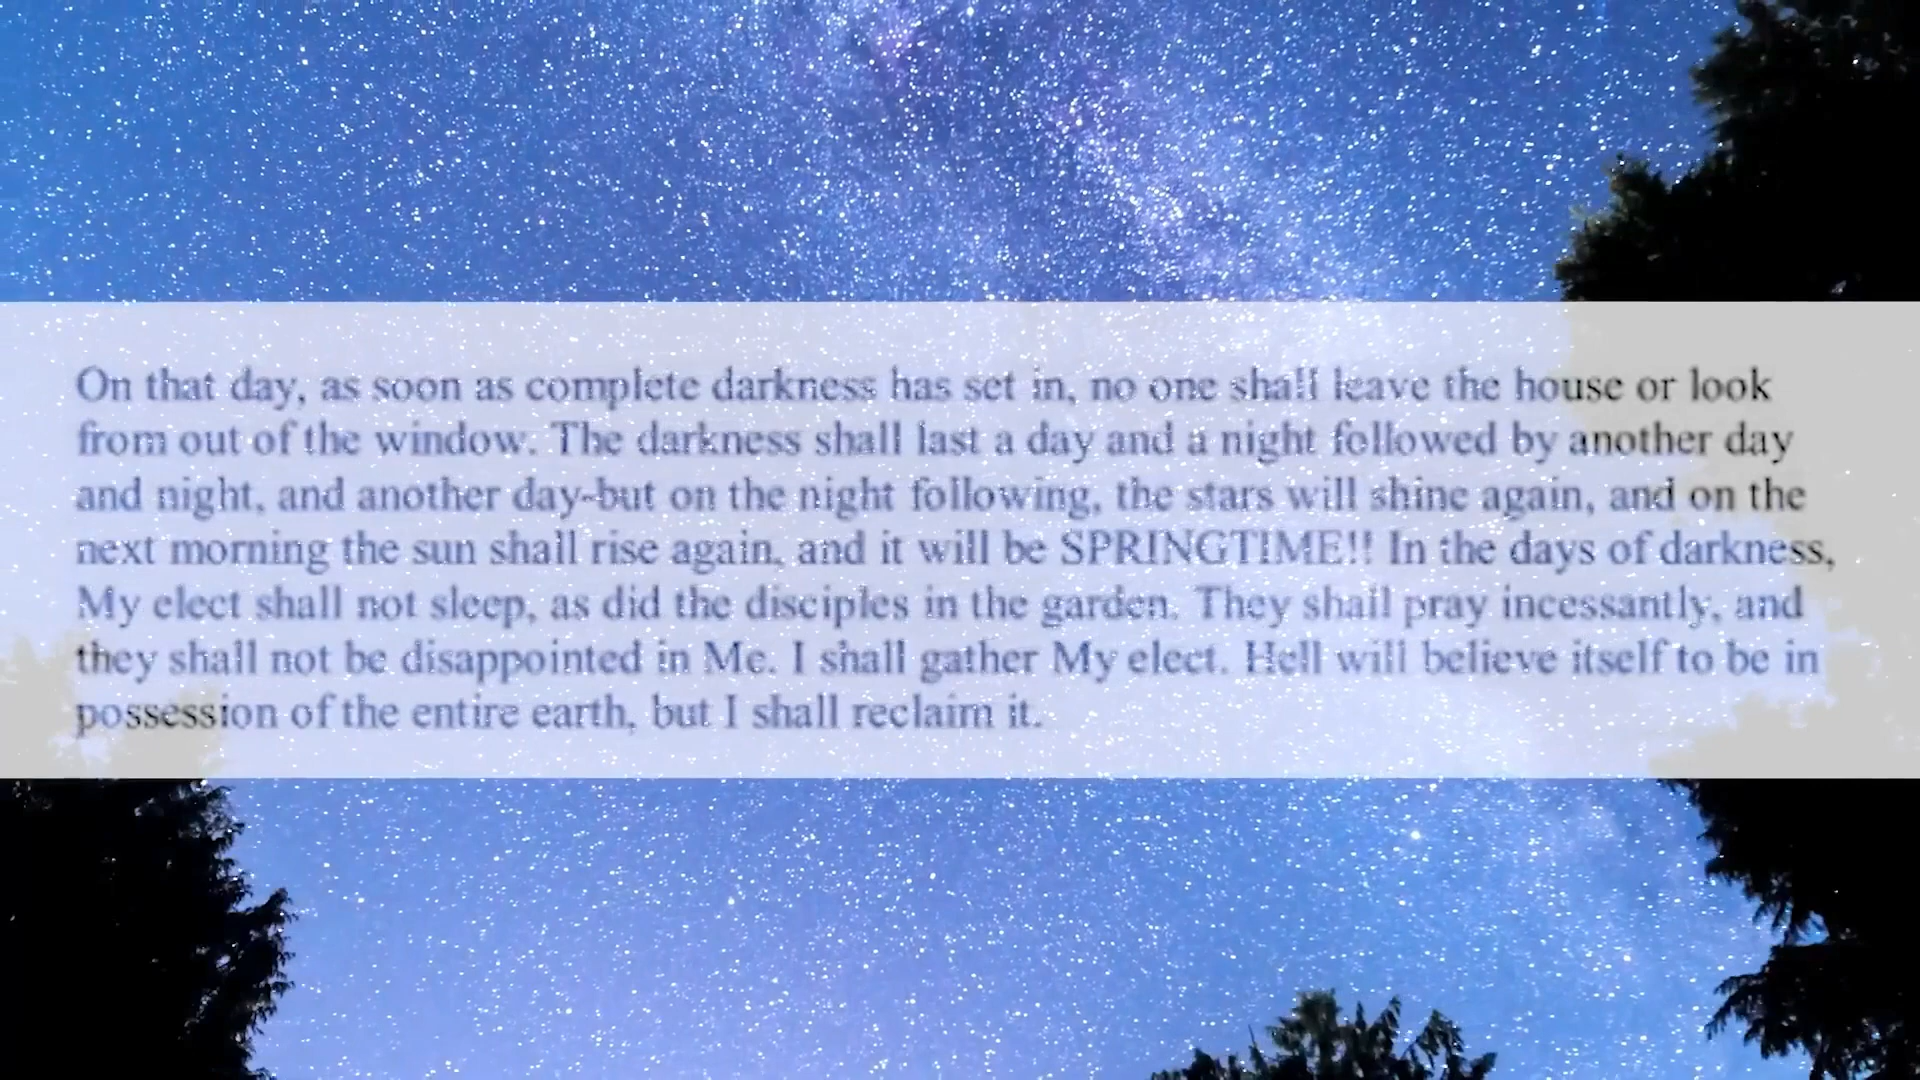 On that day, as soon as complete darkness has set in, no one shall leave the house or look
from out of the window. The darkness shall last a day and a night followed by another day
and night, and another day-but on the night following, the stars will shine again, and on the
next morning the sun shall rise again, and it will be SPRINGTIME!! In the days of darkness,
My elect shall not sleep, as did the disciples in the garden. They shall pray incessantly, and
they shall not be disappointed in Me. I shall gather My elect. Hell will believe itself to be in
possession of the entire earth, but I shall reclaim it.